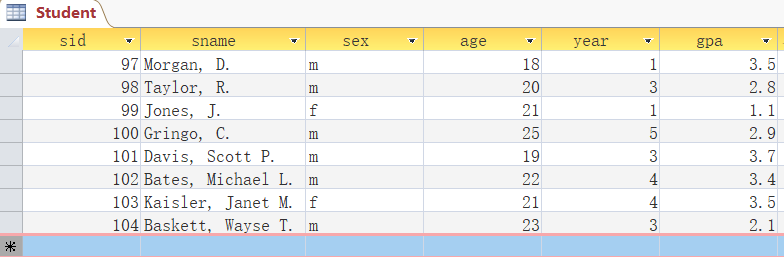 Student
sid sname sex age year gpa
97 Morgan, D. m 18 1 3.5
98 Taylor, R. m 20 3 2.8
99 Jones, J. f 21 1 1.1
100 Gringo, C. m 25 5 2.9
101 Davis, Scott P. m 19 3 3.7
102 Bates, Michael L. m 22 4 3.4
103 Kaisler, Janet M. f 21 4 3.5
104 Baskett, Wayse T. m 23 3 2.1